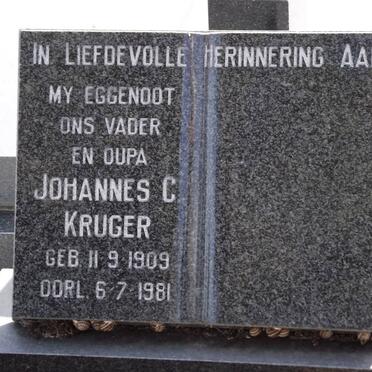 IN LIEFDEVOLLE HERINNERING AAN
MY EGGENOOT
ONS VADER
EN OUPA
JOHANNES C
KRUGER
GEB. 11·9·1909
OORL. 6·7·1981